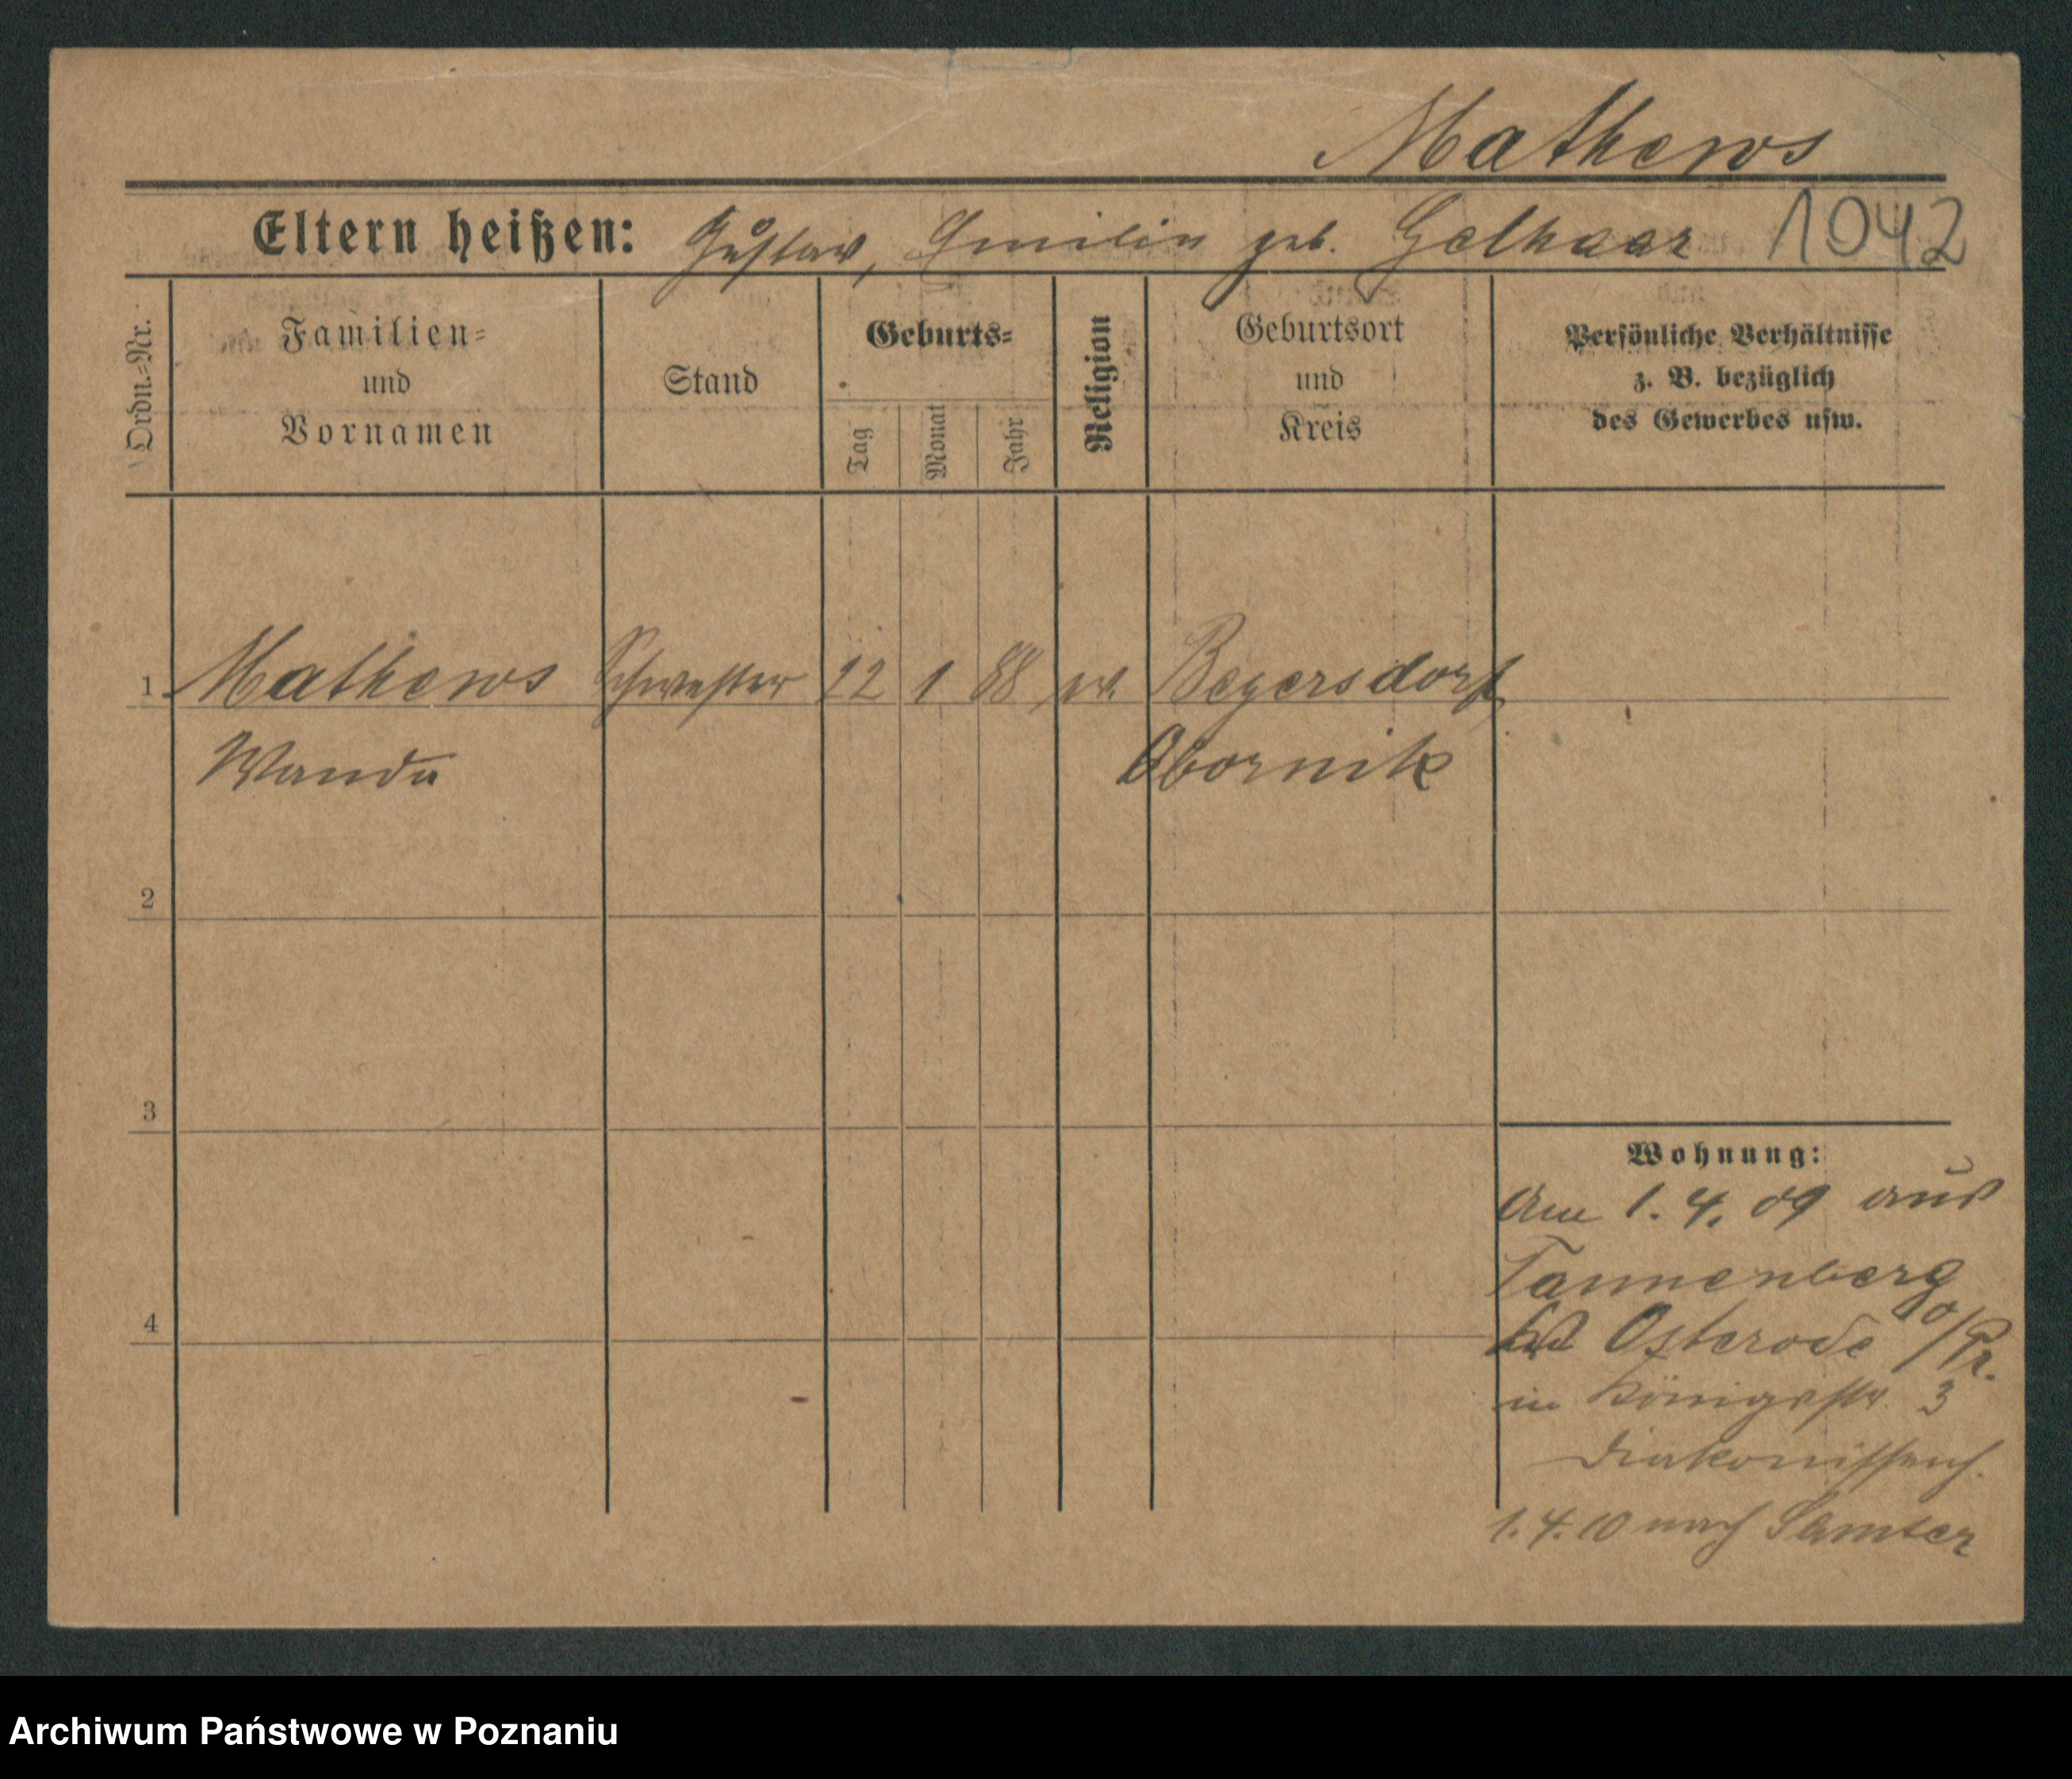 Mathews
Eltern heißen: Gustav, Emilie geb. Gelhaar 1042
Ordn.-Nr.
Familien-
und
Vornamen
Stand
Geburts-
Tag
Monat
Jahr
Religion
Geburtsort
und
Kreis
Persönliche Verhältnisse
z. B. bezüglich
des Gewerbes usw.
1 Mathews Schwester 12 1 88 ev. Beyersdorf
Wanda Obornik
2
3
4
Wohnung:
Am 1. 4. 09 aus
Tannenberg
Osterode O/Pr.
in Königsstr. 3
Diakonissenh.
1. 4. 10 nach Samter
Archiwum Państwowe w Poznaniu